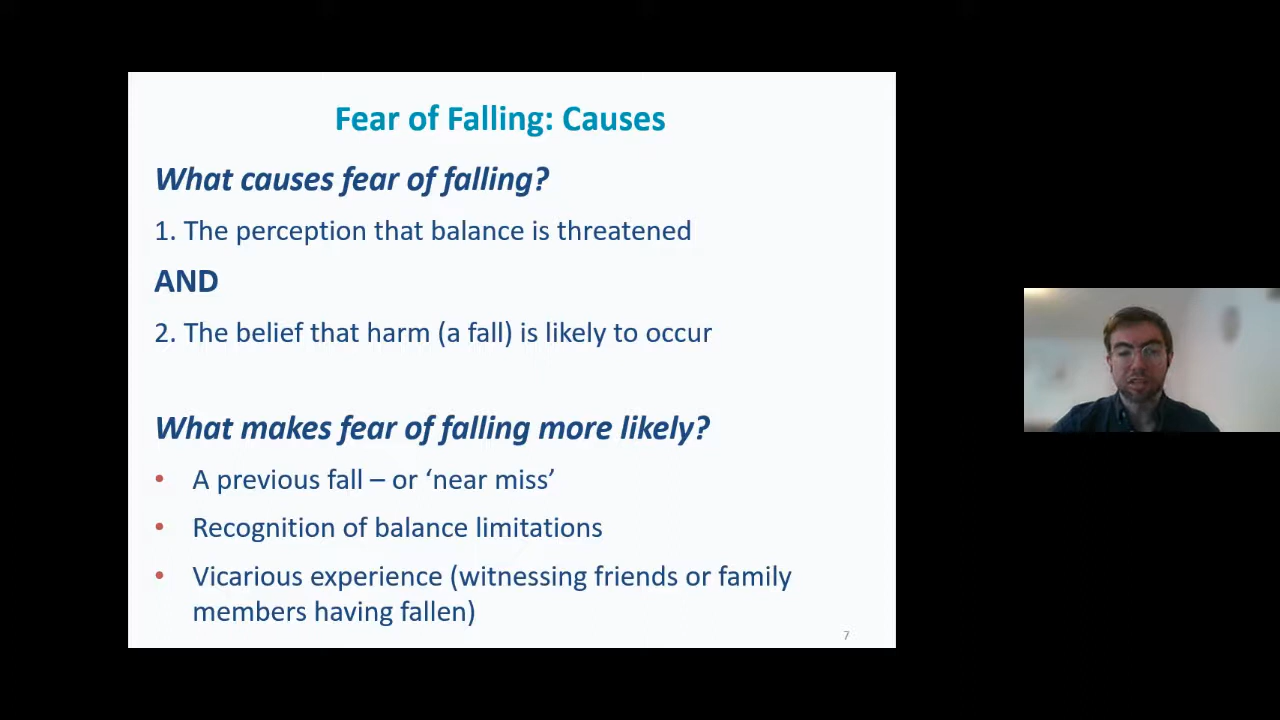 Fear of Falling: Causes
What causes fear of falling?
1. The perception that balance is threatened
AND
2. The belief that harm (a fall) is likely to occur
What makes fear of falling more likely?
• A previous fall – or ‘near miss’
• Recognition of balance limitations
• Vicarious experience (witnessing friends or family
members having fallen)
7